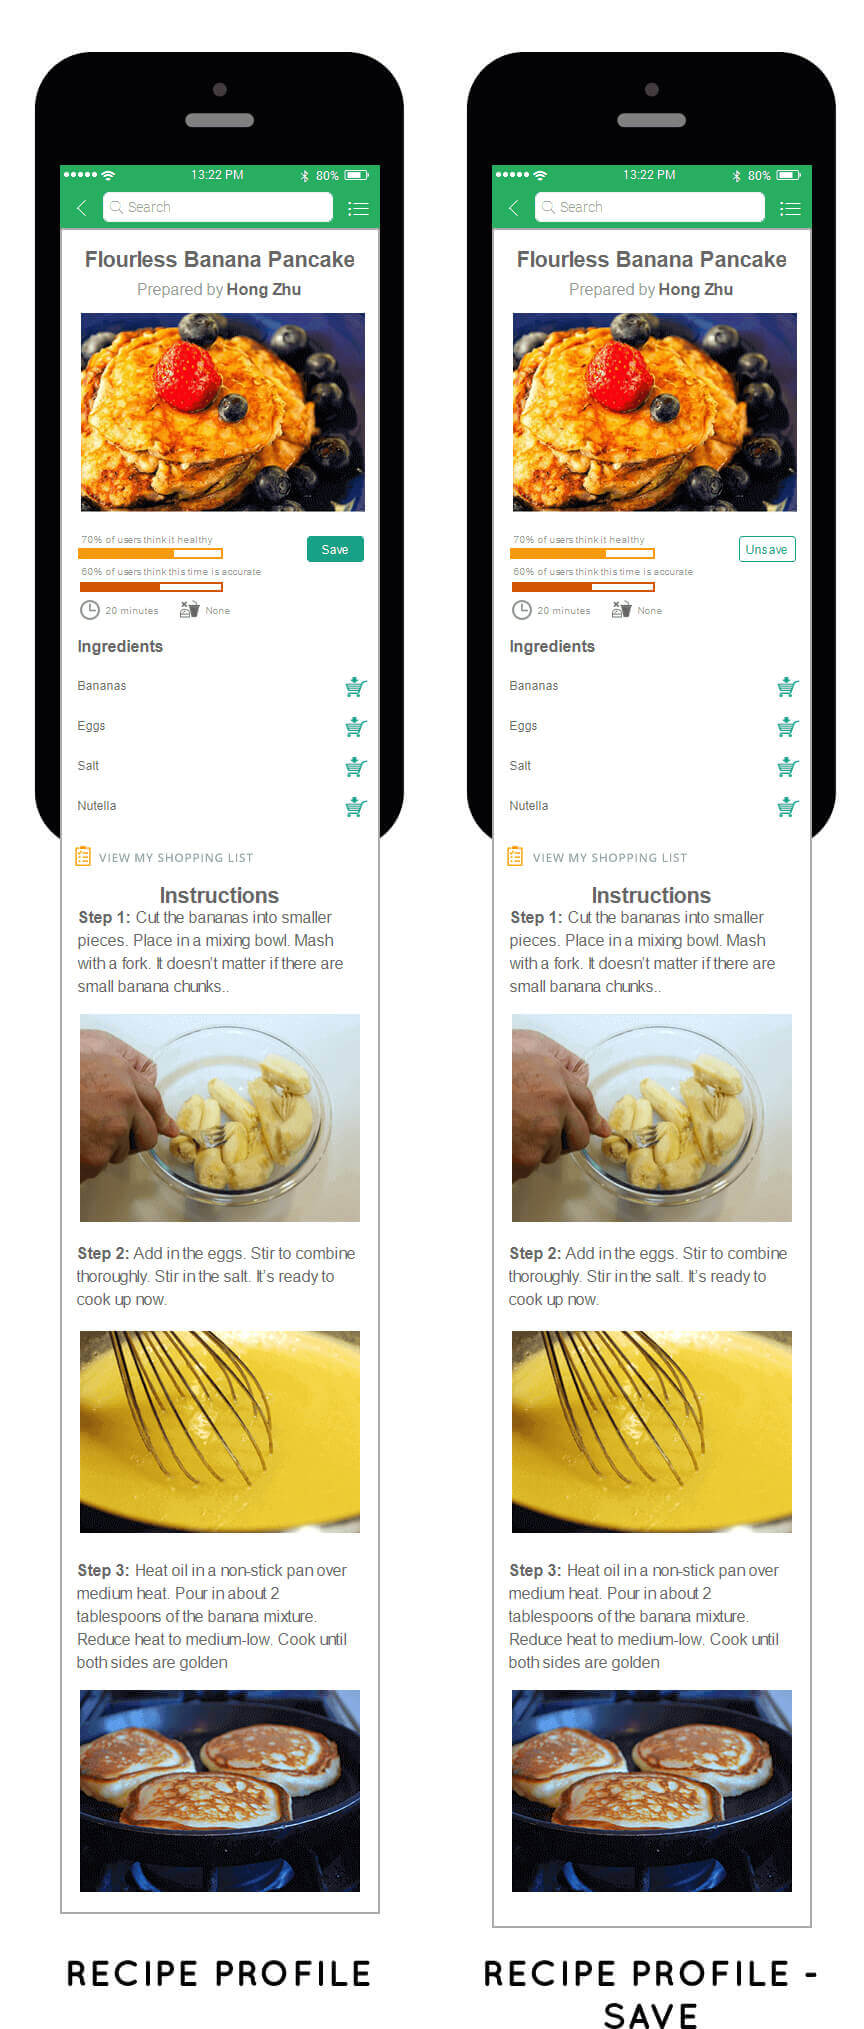 13:22 PM
80%
Search
Flourless Banana Pancake
Prepared by Hong Zhu
70% of users think it healthy
Save
60% of users think this time is accurate
20 minutes
None
Ingredients
Bananas
Eggs
Salt
Nutella
VIEW MY SHOPPING LIST
Instructions
Step 1: Cut the bananas into smaller
pieces. Place in a mixing bowl. Mash
with a fork. It doesn't matter if there are
small banana chunks..
Step 2: Add in the eggs. Stir to combine
thoroughly. Stir in the salt. It's ready to
cook up now.
Step 3: Heat oil in a non-stick pan over
medium heat. Pour in about 2
tablespoons of the banana mixture.
Reduce heat to medium-low. Cook until
both sides are golden
RECIPE PROFILE
13:22 PM
80%
Search
Flourless Banana Pancake
Prepared by Hong Zhu
70% of users think it healthy
Unsave
60% of users think this time is accurate
20 minutes
None
Ingredients
Bananas
Eggs
Salt
Nutella
VIEW MY SHOPPING LIST
Instructions
Step 1: Cut the bananas into smaller
pieces. Place in a mixing bowl. Mash
with a fork. It doesn't matter if there are
small banana chunks..
Step 2: Add in the eggs. Stir to combine
thoroughly. Stir in the salt. It's ready to
cook up now.
Step 3: Heat oil in a non-stick pan over
medium heat. Pour in about 2
tablespoons of the banana mixture.
Reduce heat to medium-low. Cook until
both sides are golden
RECIPE PROFILE -
SAVE